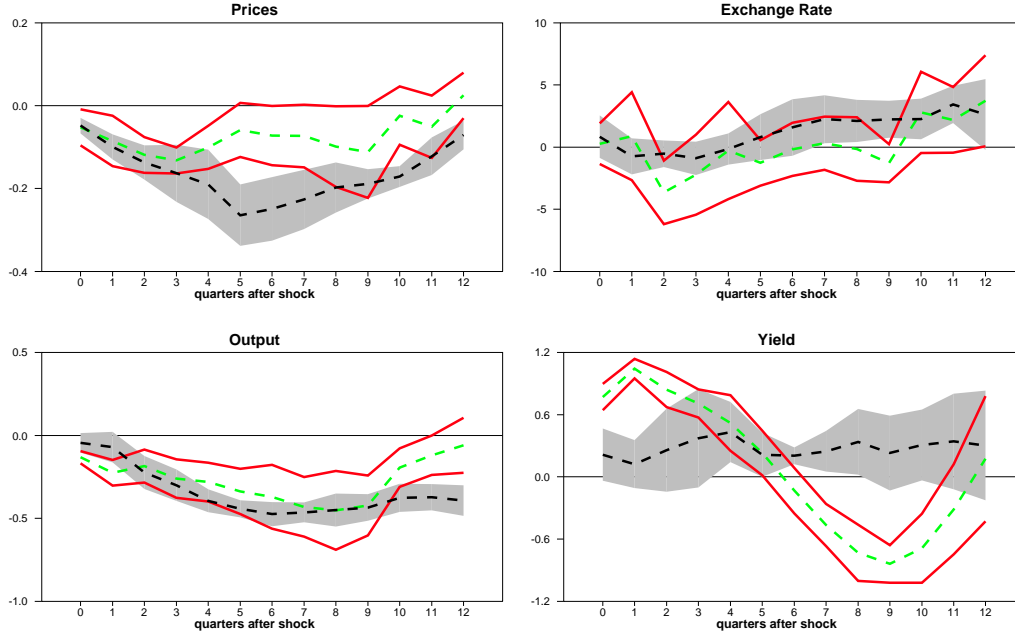 Prices
0.2
0.0
-0.2
-0.4
0 1 2 3 4 5 6 7 8 9 10 11 12
quarters after shock
Exchange Rate
10
5
0
-5
-10
0 1 2 3 4 5 6 7 8 9 10 11 12
quarters after shock
Output
0.5
0.0
-0.5
-1.0
0 1 2 3 4 5 6 7 8 9 10 11 12
quarters after shock
Yield
1.2
0.6
0.0
-0.6
-1.2
0 1 2 3 4 5 6 7 8 9 10 11 12
quarters after shock